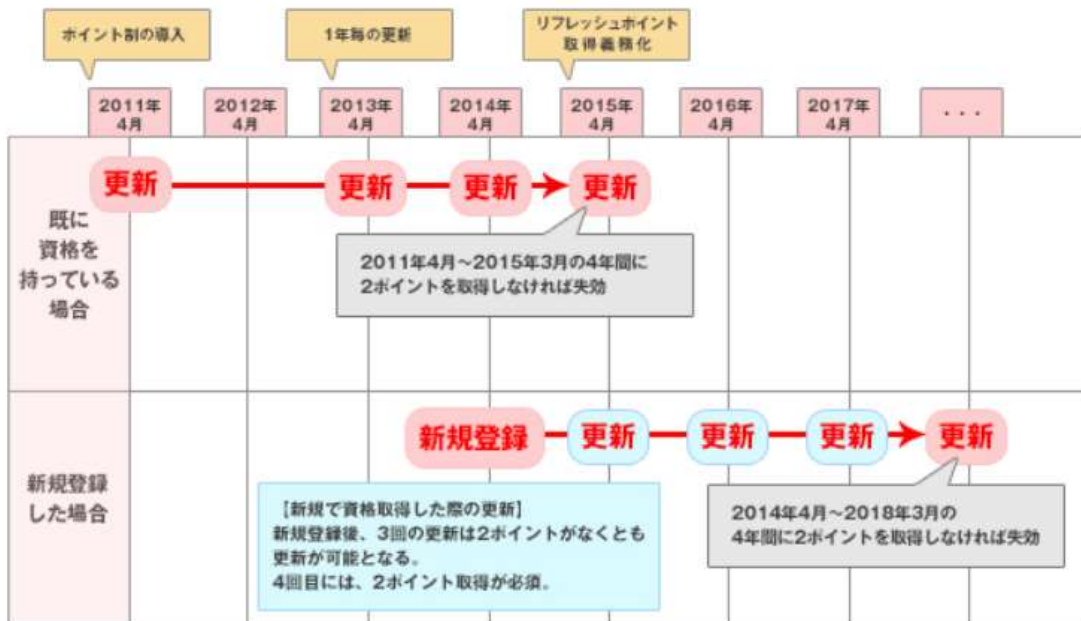 ポイント制の導入
1年毎の更新
リフレッシュポイント
取得義務化
2011年
4月
2012年
4月
2013年
4月
2014年
4月
2015年
4月
2016年
4月
2017年
4月
・・・
既に
資格を
持っている
場合
更新
更新
更新
更新
2011年4月～2015年3月の4年間に
2ポイントを取得しなければ失効
新規登録
した場合
新規登録
更新
更新
更新
更新
【新規で資格取得した際の更新】
新規登録後、3回の更新は2ポイントがなくとも
更新が可能となる。
4回目には、2ポイント取得が必須。
2014年4月～2018年3月の
4年間に2ポイントを取得しなければ失効